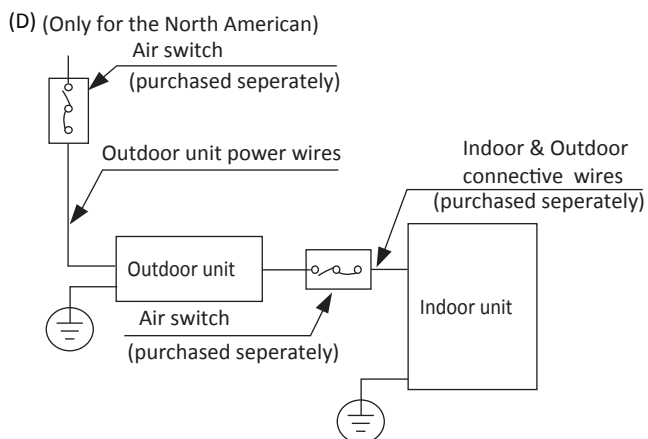 (D) (Only for the North American)
Air switch
(purchased seperately)
Outdoor unit power wires
Indoor & Outdoor
connective wires
(purchased seperately)
Outdoor unit
Indoor unit
Air switch
(purchased seperately)